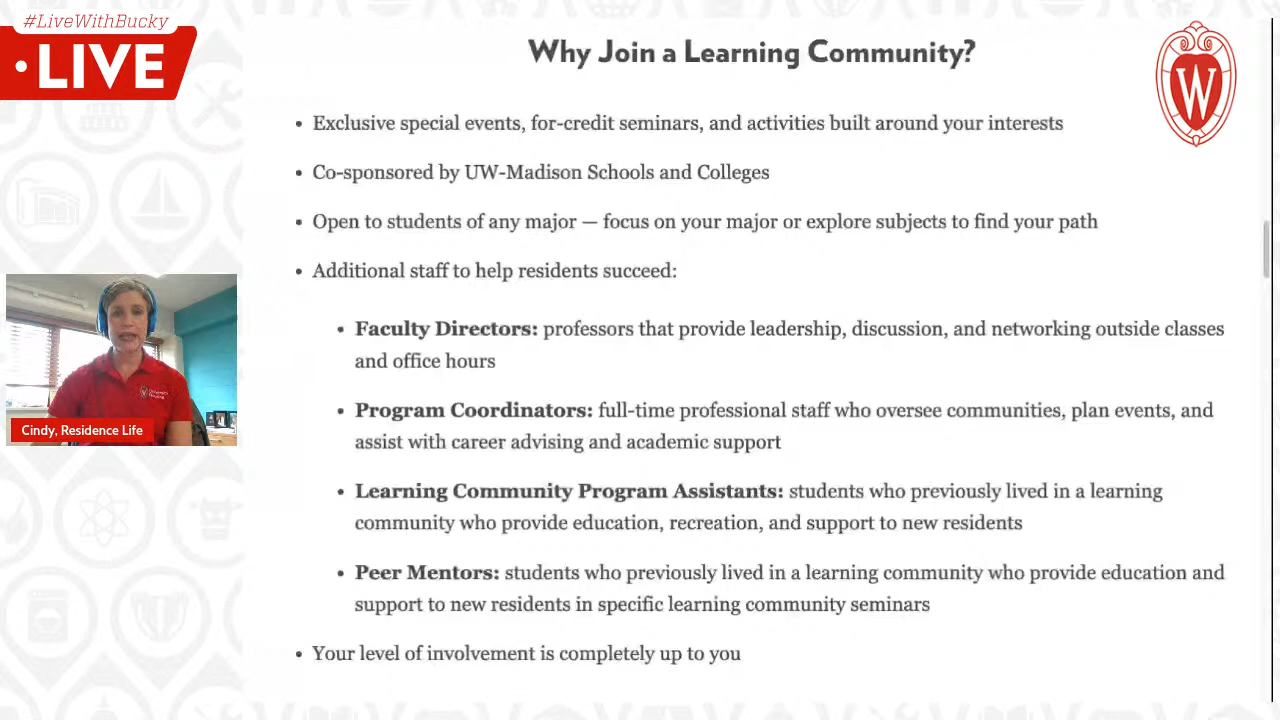 #LiveWithBucky
LIVE
Why Join a Learning Community?
W
• Exclusive special events, for-credit seminars, and activities built around your interests
• Co-sponsored by UW-Madison Schools and Colleges
• Open to students of any major — focus on your major or explore subjects to find your path
• Additional staff to help residents succeed:
• Faculty Directors: professors that provide leadership, discussion, and networking outside classes
and office hours
• Program Coordinators: full-time professional staff who oversee communities, plan events, and
assist with career advising and academic support
• Learning Community Program Assistants: students who previously lived in a learning
community who provide education, recreation, and support to new residents
• Peer Mentors: students who previously lived in a learning community who provide education and
support to new residents in specific learning community seminars
• Your level of involvement is completely up to you
Cindy, Residence Life